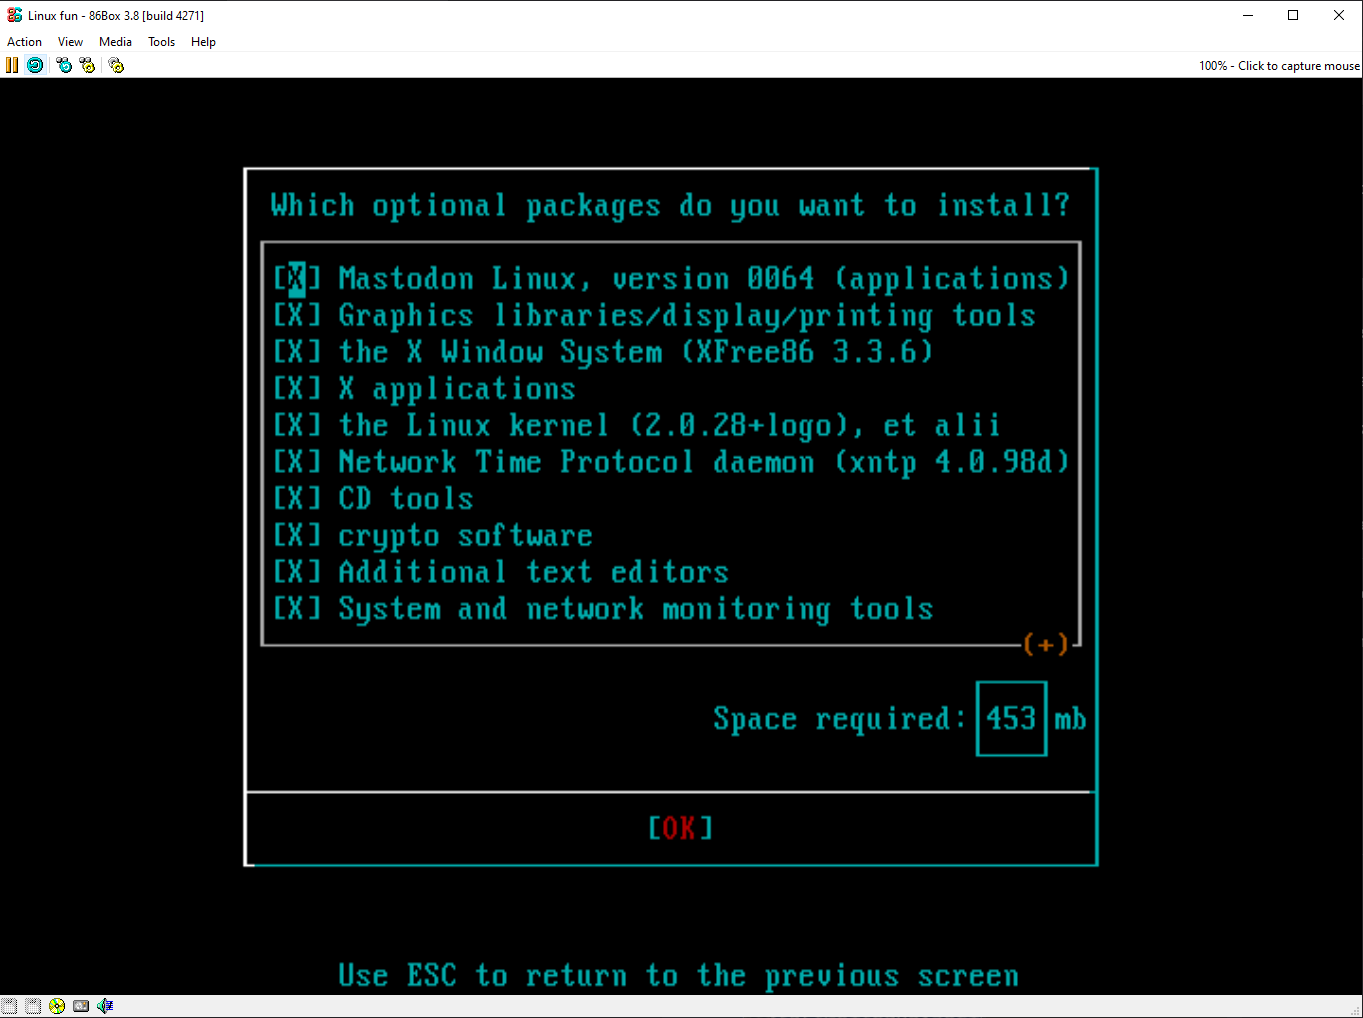 Linux fun - 86Box 3.8 [build 4271]
Action View Media Tools Help
100% - Click to capture mouse
Which optional packages do you want to install?
[X] Mastodon Linux, version 0064 (applications)
[X] Graphics libraries/display/printing tools
[X] the X Window System (XFree86 3.3.6)
[X] X applications
[X] the Linux kernel (2.0.28+logo), et alii
[X] Network Time Protocol daemon (xntp 4.0.98d)
[X] CD tools
[X] crypto software
[X] Additional text editors
[X] System and network monitoring tools
(+)
Space required: 453 mb
[OK]
Use ESC to return to the previous screen